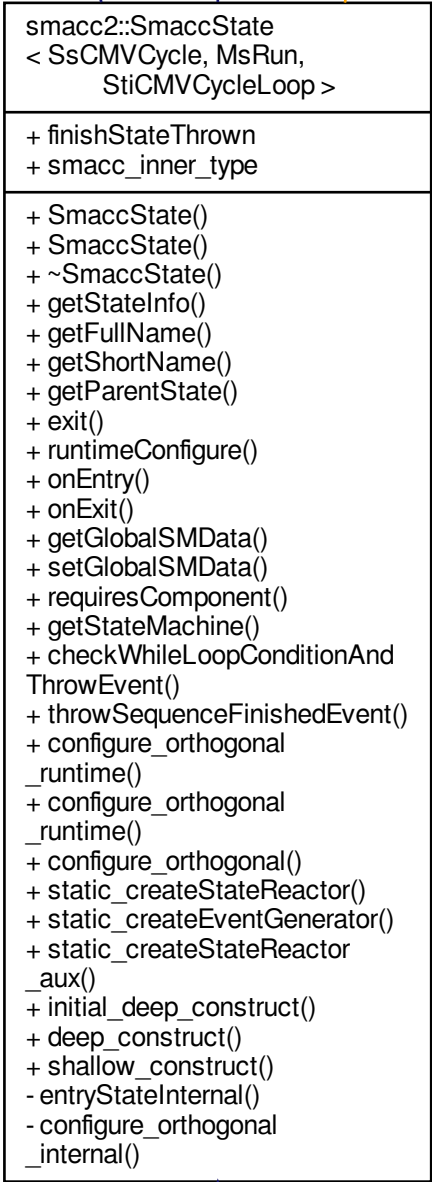 smacc2::SmaccState
< SsCMVCycle, MsRun,
StiCMVCycleLoop >
+ finishStateThrown
+ smacc_inner_type
+ SmaccState()
+ SmaccState()
+ ~SmaccState()
+ getStateInfo()
+ getFullName()
+ getShortName()
+ getParentState()
+ exit()
+ runtimeConfigure()
+ onEntry()
+ onExit()
+ getGlobalSMData()
+ setGlobalSMData()
+ requiresComponent()
+ getStateMachine()
+ checkWhileLoopConditionAnd
ThrowEvent()
+ throwSequenceFinishedEvent()
+ configure_orthogonal
_runtime()
+ configure_orthogonal
_runtime()
+ configure_orthogonal()
+ static_createStateReactor()
+ static_createEventGenerator()
+ static_createStateReactor
_aux()
+ initial_deep_construct()
+ deep_construct()
+ shallow_construct()
- entryStateInternal()
- configure_orthogonal
_internal()